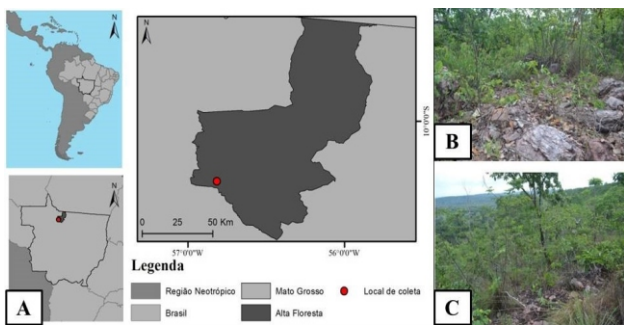 N
N
N
10°0'0"S
0 25 50 Km
57°0'0"W 56°0'0"W
Legenda
Região Neotrópico Mato Grosso Local de coleta
Brasil Alta Floresta
A
B
C